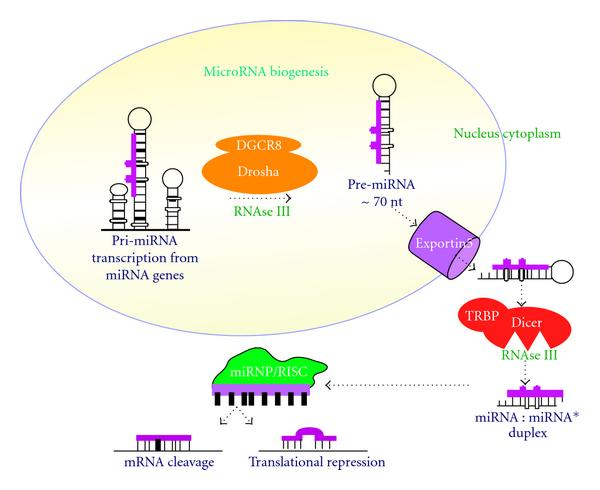 MicroRNA biogenesis
Nucleus cytoplasm
DGCR8
Drosha
RNAse III
Pri-miRNA
transcription from
miRNA genes
Pre-miRNA
~ 70 nt
Exportin5
TRBP
Dicer
RNAse III
miRNA : miRNA*
duplex
miRNP/RISC
mRNA cleavage
Translational repression